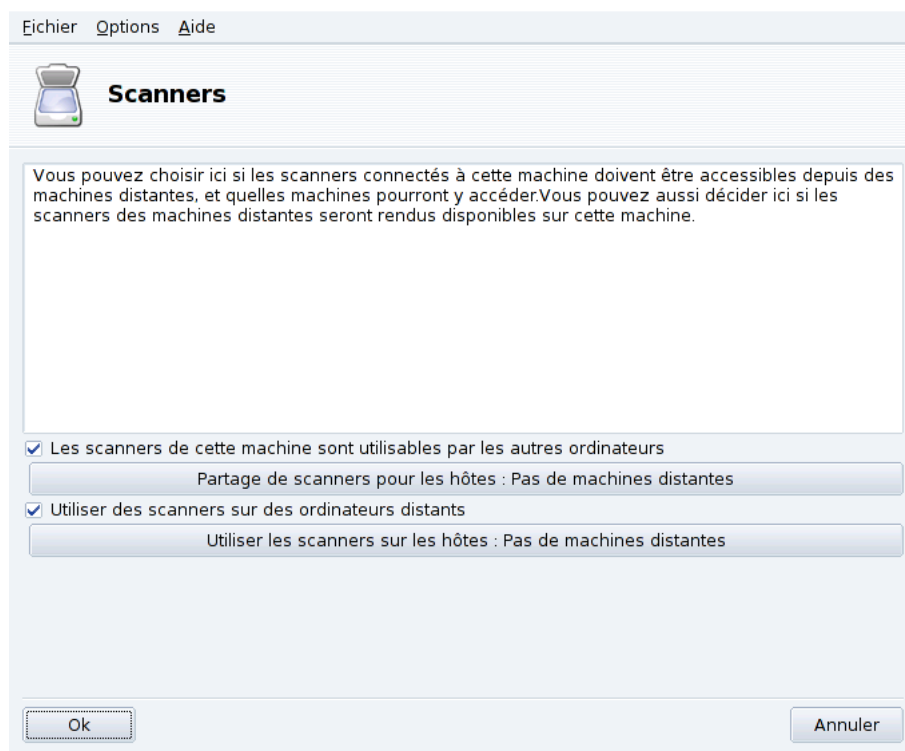 Fichier Options Aide
Scanners
Vous pouvez choisir ici si les scanners connectés à cette machine doivent être accessibles depuis des
machines distantes, et quelles machines pourront y accéder.Vous pouvez aussi décider ici si les
scanners des machines distantes seront rendus disponibles sur cette machine.
Les scanners de cette machine sont utilisables par les autres ordinateurs
Partage de scanners pour les hôtes : Pas de machines distantes
Utiliser des scanners sur des ordinateurs distants
Utiliser les scanners sur les hôtes : Pas de machines distantes
Ok Annuler